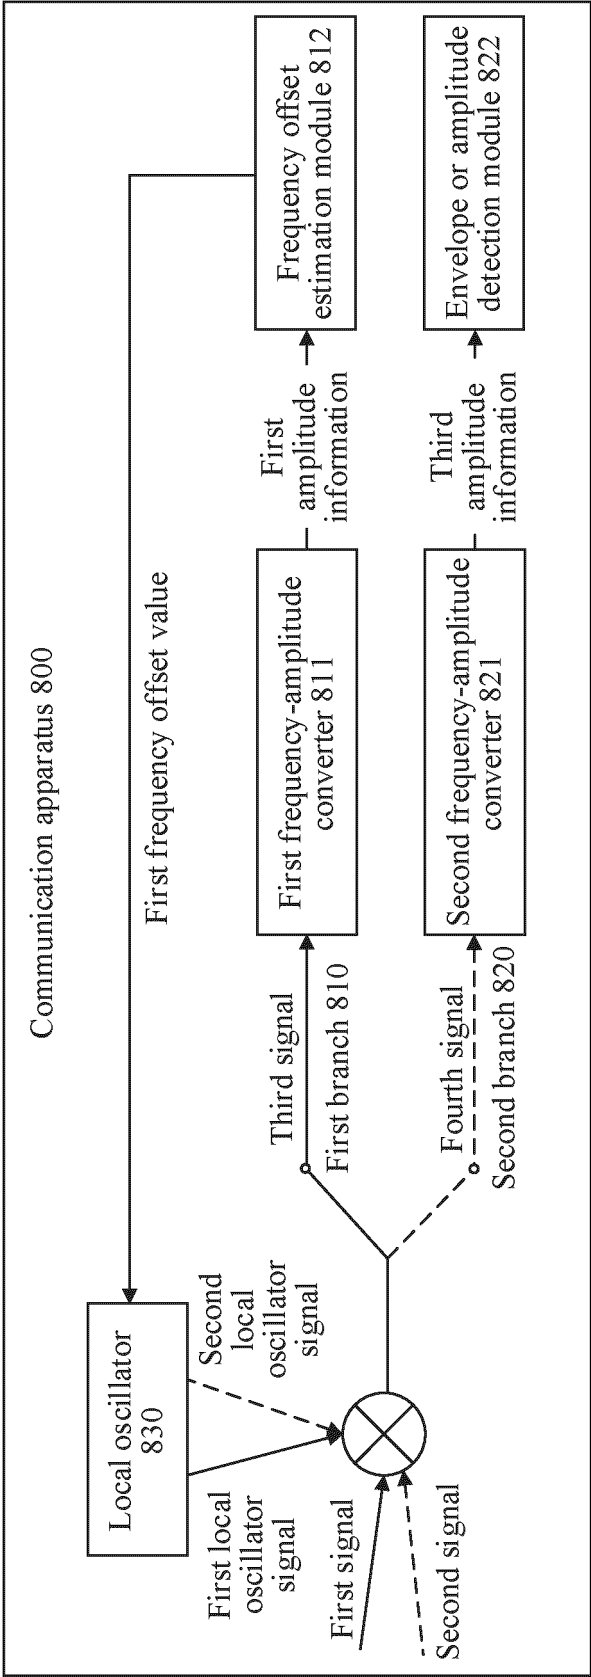 Communication apparatus 800
Local oscillator
830
First frequency offset value
First local
oscillator
signal
Second
local
oscillator
signal
First signal
Second signal
Third signal
First branch 810
First frequency-amplitude
converter 811
First
amplitude
information
Frequency offset
estimation module 812
Fourth signal
Second branch 820
Second frequency-amplitude
converter 821
Third
amplitude
information
Envelope or amplitude
detection module 822